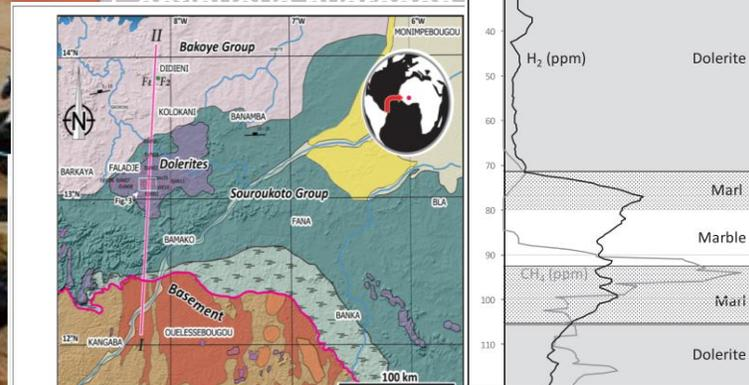 8°W
7°W
6°W
II
MONIMPEBOUGOU
Bakoye Group
14°N
DIDIENI
F1 F2
N
KOLOKANI
BANAMBA
BARKAYA
FALADJE
Dolerites
13°N
Fig. 3
Souroukoto Group
BLA
FANA
BAMAKO
Basement
BANKA
12°N
OUELESSEBOUGOU
KANGABA
I
100 km
40
H₂ (ppm)
Dolerite
50
60
70
Marl
80
Marble
90
CH₄ (ppm)
100
Marl
110
Dolerite